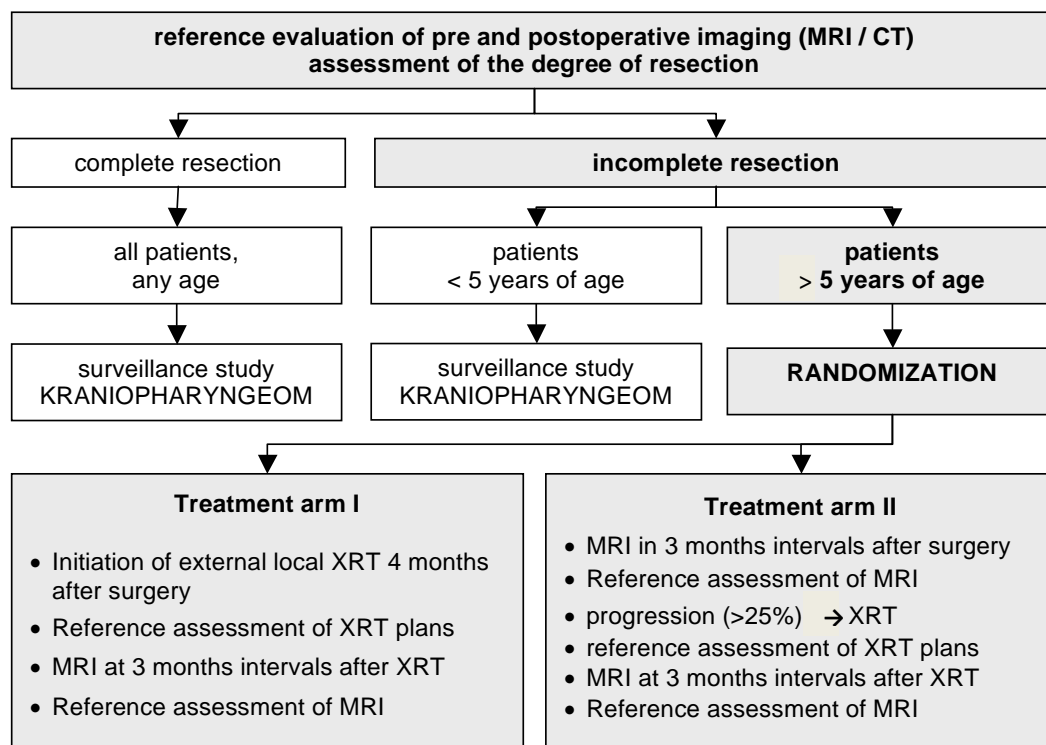 reference evaluation of pre and postoperative imaging (MRI / CT)
assessment of the degree of resection
complete resection
incomplete resection
all patients,
any age
patients
< 5 years of age
patients
> 5 years of age
surveillance study
KRANIOPHARYNGEOM
surveillance study
KRANIOPHARYNGEOM
RANDOMIZATION
Treatment arm I
• Initiation of external local XRT 4 months
after surgery
• Reference assessment of XRT plans
• MRI at 3 months intervals after XRT
• Reference assessment of MRI
Treatment arm II
• MRI in 3 months intervals after surgery
• Reference assessment of MRI
• progression (>25%) → XRT
• reference assessment of XRT plans
• MRI at 3 months intervals after XRT
• Reference assessment of MRI